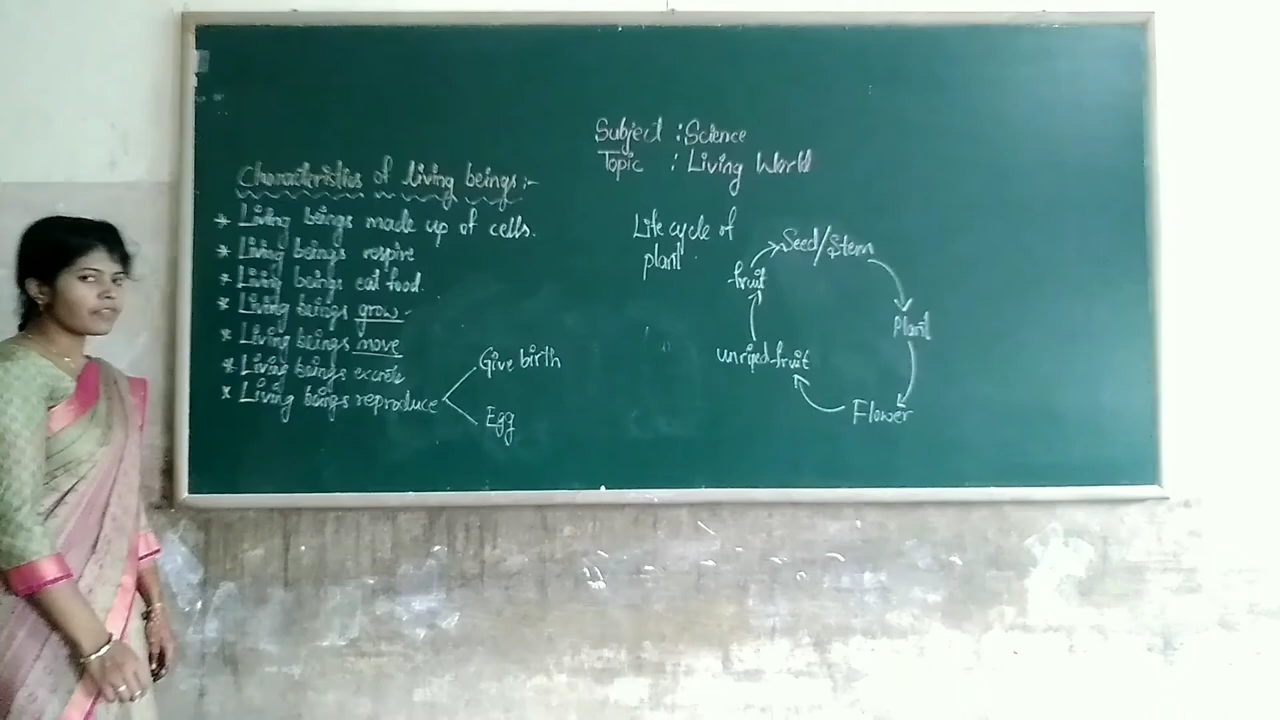 Subject : Science
Topic : Living World
Characteristics of living beings:-
* Living beings made up of cells.
* Living beings respire
* Living beings eat food.
* Living beings grow.
* Living beings move
* Living beings excrete
* Living beings reproduce
Give birth
Egg
Life cycle of
plant.
Seed/Stem
Plant
Flower
unriped fruit
fruit